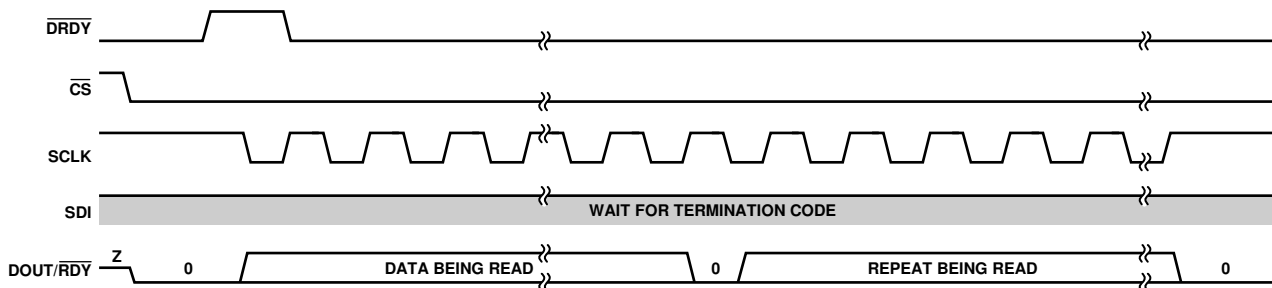 DRDY
CS
SCLK
SDI
WAIT FOR TERMINATION CODE
DOUT/RDY
Z
0
DATA BEING READ
0
REPEAT BEING READ
0